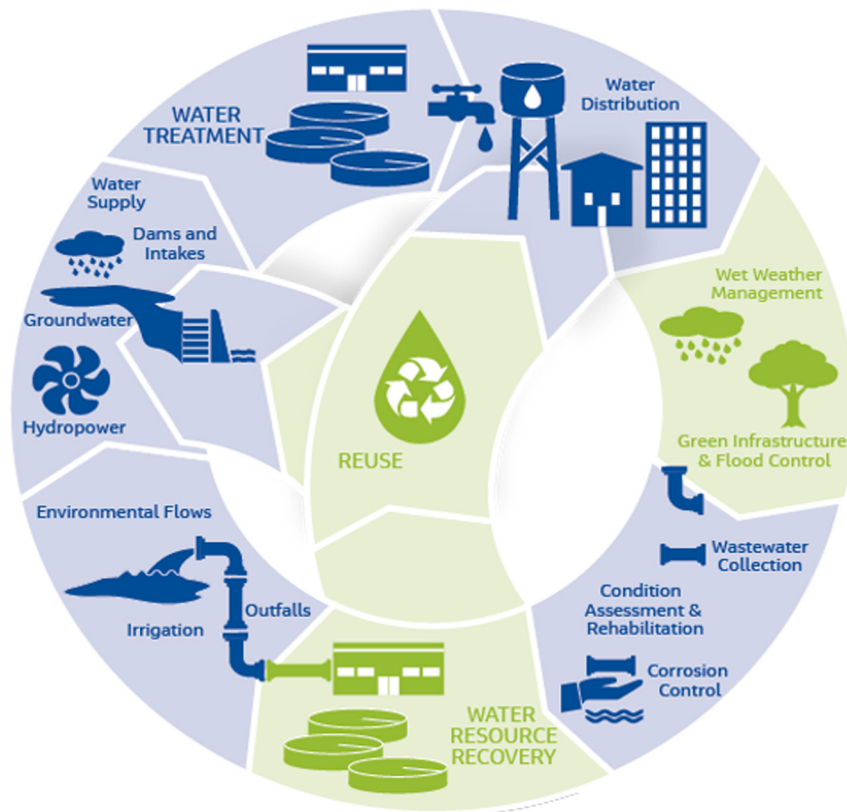 WATER
TREATMENT
Water
Distribution
Water
Supply
Dams and
Intakes
Groundwater
Hydropower
Wet Weather
Management
Green Infrastructure
& Flood Control
REUSE
Environmental Flows
Outfalls
Irrigation
Wastewater
Collection
Condition
Assessment &
Rehabilitation
Corrosion
Control
WATER
RESOURCE
RECOVERY